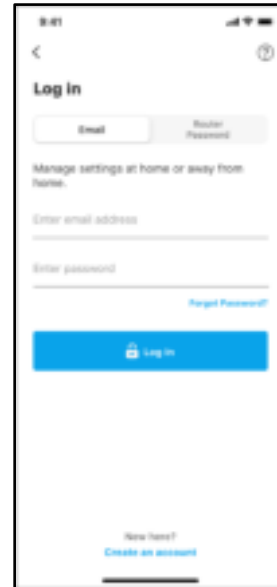 9:41
Log in
Email
Router
Password
Manage settings at home or away from
home.
Enter email address
Enter password
Forgot Password?
Log In
New here?
Create an account